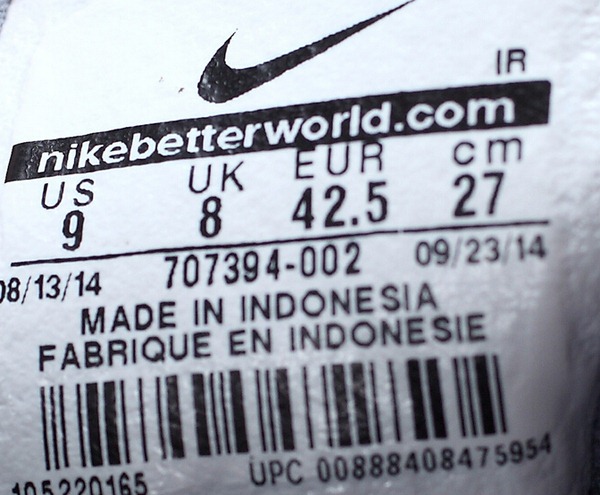 IR
nikebetterworld.com
US UK EUR cm
9 8 42.5 27
08/13/14 707394-002 09/23/14
MADE IN INDONESIA
FABRIQUE EN INDONESIE
105220165 UPC 00888408475954